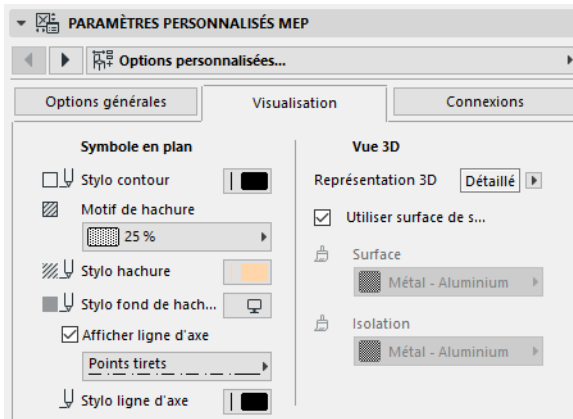 PARAMÈTRES PERSONNALISÉS MEP
Options personnalisées...
Options générales
Visualisation
Connexions
Symbole en plan
Stylo contour
Motif de hachure
25 %
Stylo hachure
Stylo fond de hach...
Afficher ligne d'axe
Points tirets
Stylo ligne d'axe
Vue 3D
Représentation 3D
Détaillé
Utiliser surface de s...
Surface
Métal - Aluminium
Isolation
Métal - Aluminium